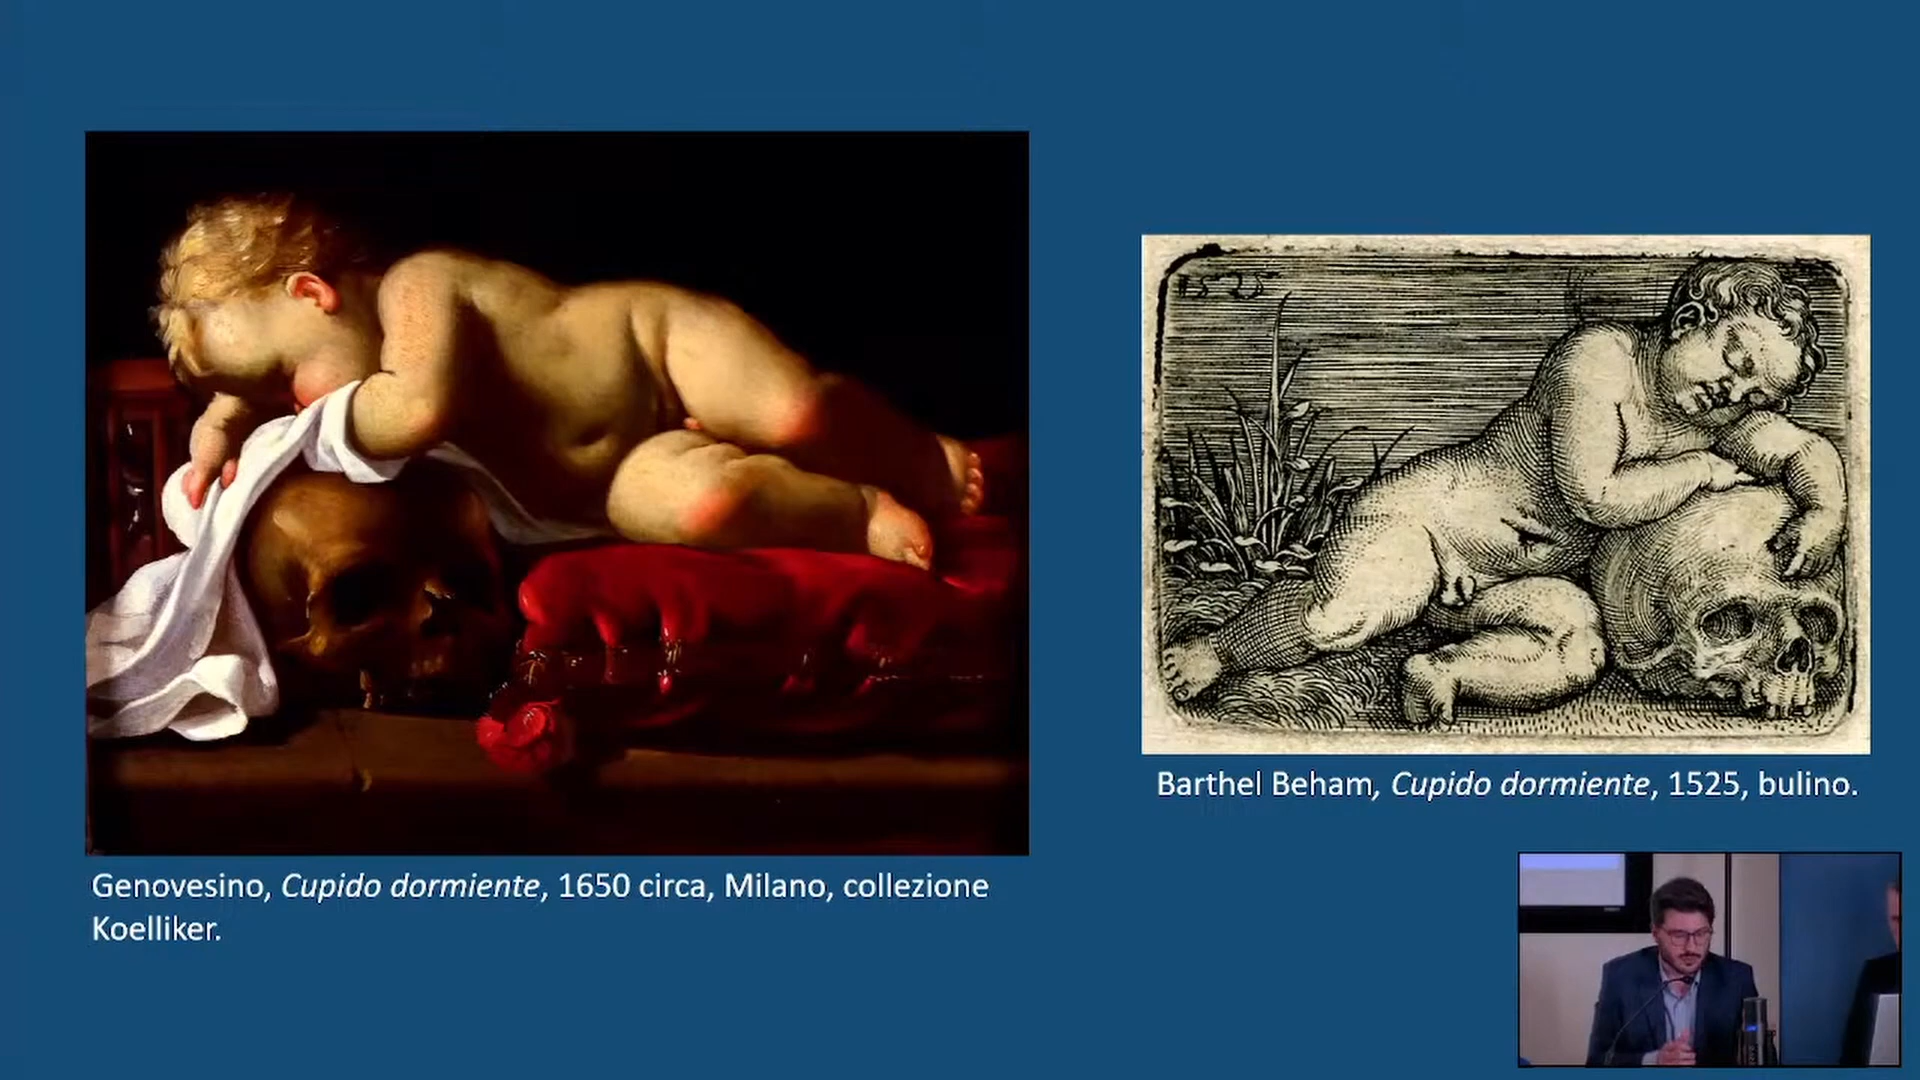 1525
Genovesino, Cupido dormiente, 1650 circa, Milano, collezione
Koelliker.
Barthel Beham, Cupido dormiente, 1525, bulino.